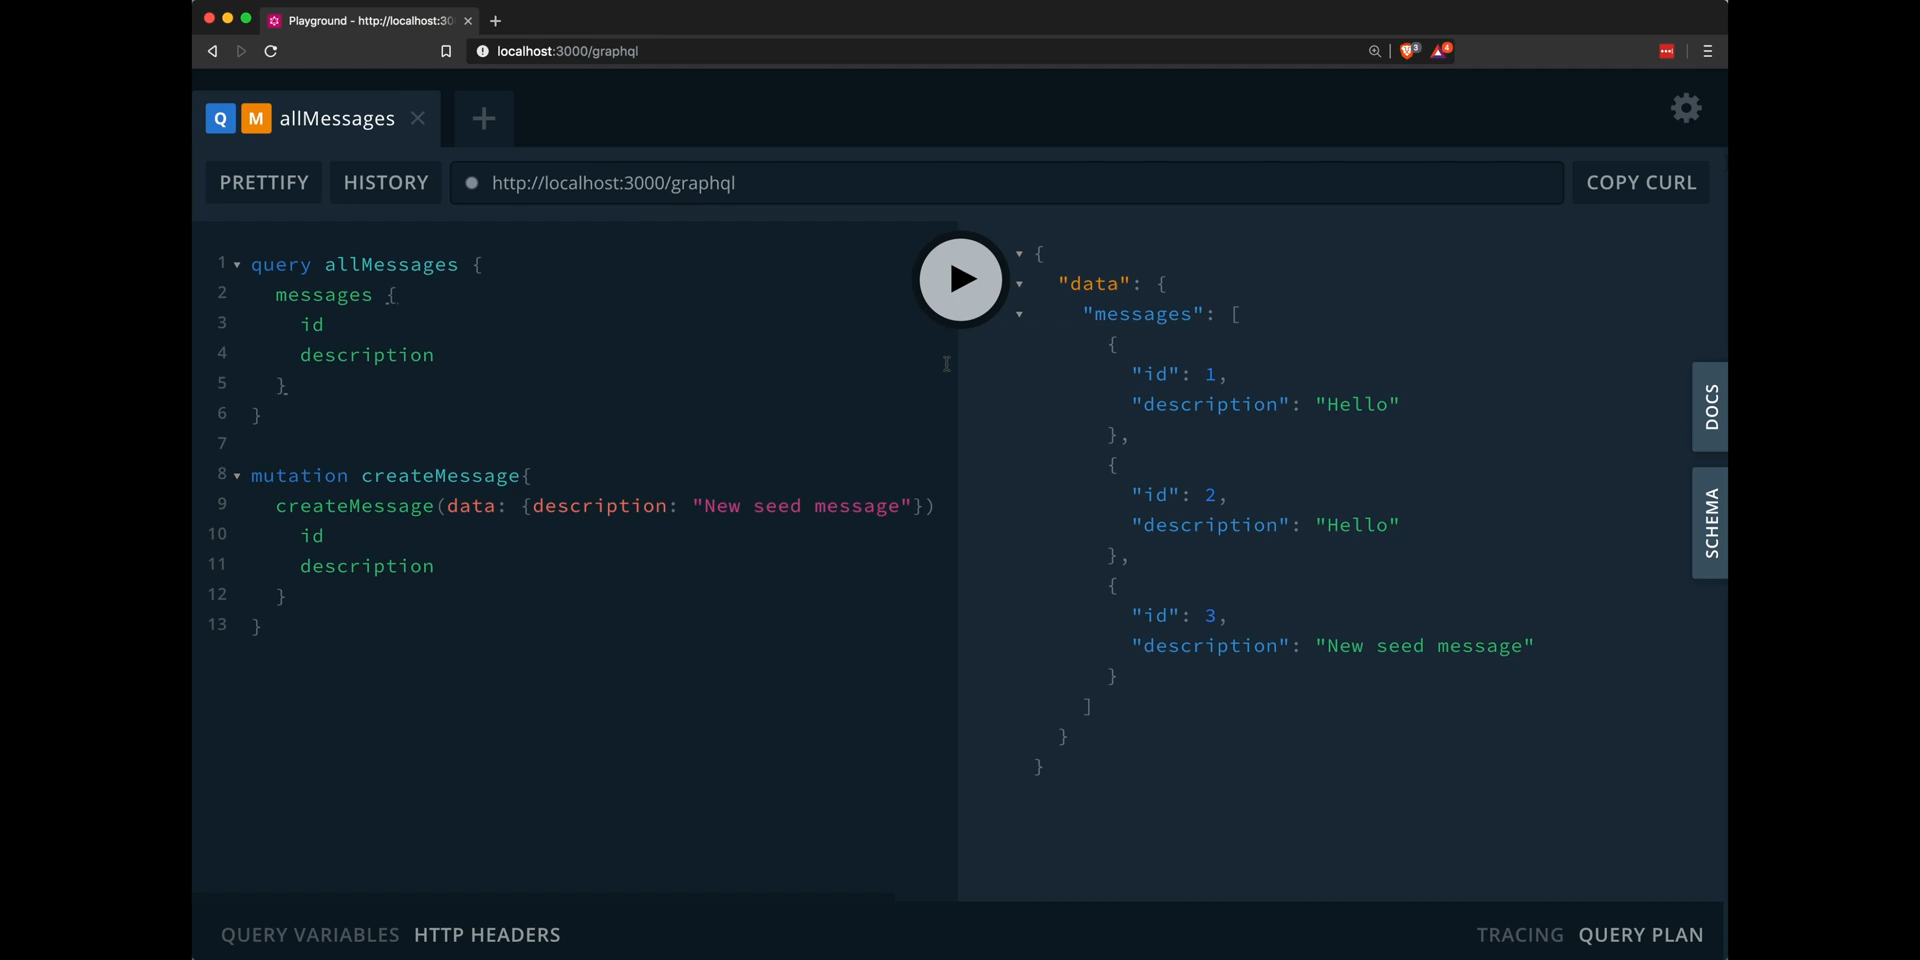 Playground - http://localhost:30
localhost:3000/graphql
3
4
Q M allMessages
PRETTIFY
HISTORY
http://localhost:3000/graphql
COPY CURL
1 query allMessages {
2 messages {
3 id
4 description
5 }
6 }
7
8 mutation createMessage{
9 createMessage(data: {description: "New seed message"})
10 id
11 description
12 }
13 }
{
"data": {
"messages": [
{
"id": 1,
"description": "Hello"
},
{
"id": 2,
"description": "Hello"
},
{
"id": 3,
"description": "New seed message"
}
]
}
}
DOCS
SCHEMA
QUERY VARIABLES HTTP HEADERS
TRACING QUERY PLAN